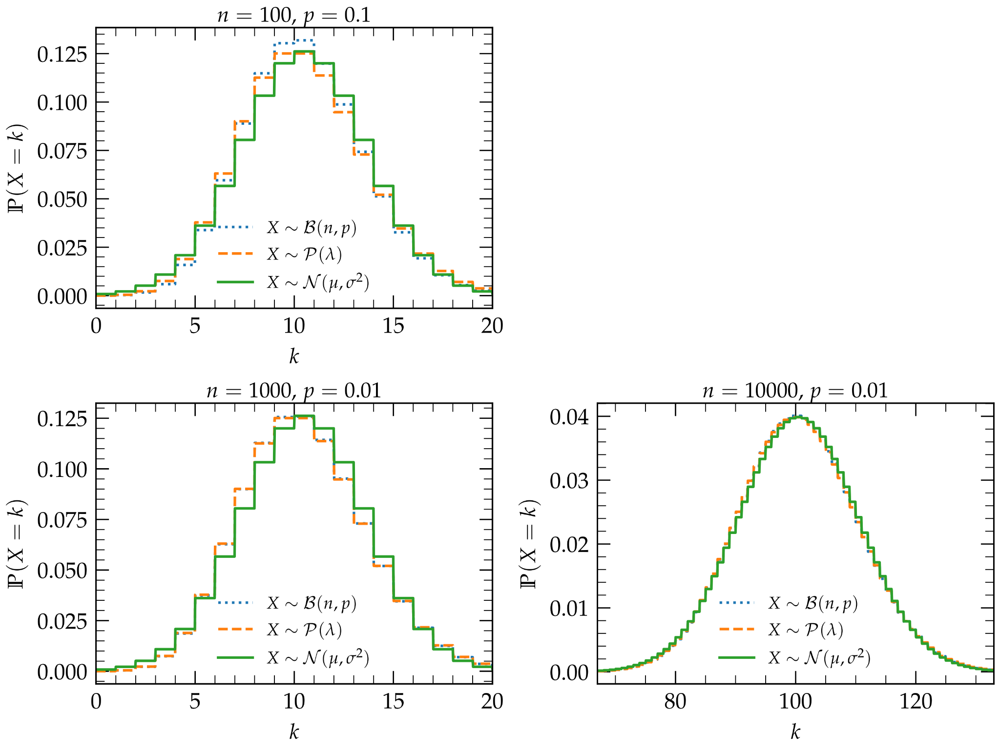 n = 100, p = 0.1
ℙ(X = k)
0.125
0.100
0.075
0.050
0.025
0.000
X ∼ ℬ(n, p)
X ∼ 𝒫(λ)
X ∼ 𝒩(μ, σ²)
0 5 10 15 20
k
n = 1000, p = 0.01
ℙ(X = k)
0.125
0.100
0.075
0.050
0.025
0.000
X ∼ ℬ(n, p)
X ∼ 𝒫(λ)
X ∼ 𝒩(μ, σ²)
0 5 10 15 20
k
n = 10000, p = 0.01
ℙ(X = k)
0.04
0.03
0.02
0.01
0.00
X ∼ ℬ(n, p)
X ∼ 𝒫(λ)
X ∼ 𝒩(μ, σ²)
80 100 120
k